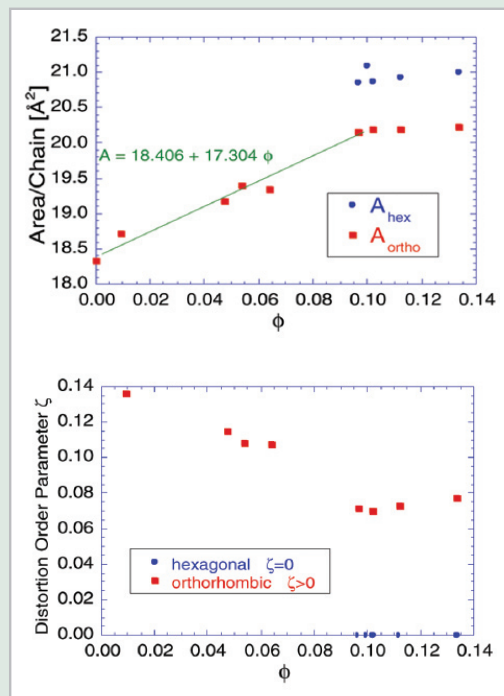 21.5
21.0
20.5
20.0
19.5
19.0
18.5
18.0
Area/Chain [Å²]
A = 18.406 + 17.304 ϕ
A hex
A ortho
0.00 0.02 0.04 0.06 0.08 0.10 0.12 0.14
ϕ
0.14
0.12
0.10
0.08
0.06
0.04
0.02
0.00
Distortion Order Parameter ζ
hexagonal ζ=0
orthorhombic ζ>0
0.00 0.02 0.04 0.06 0.08 0.10 0.12 0.14
ϕ